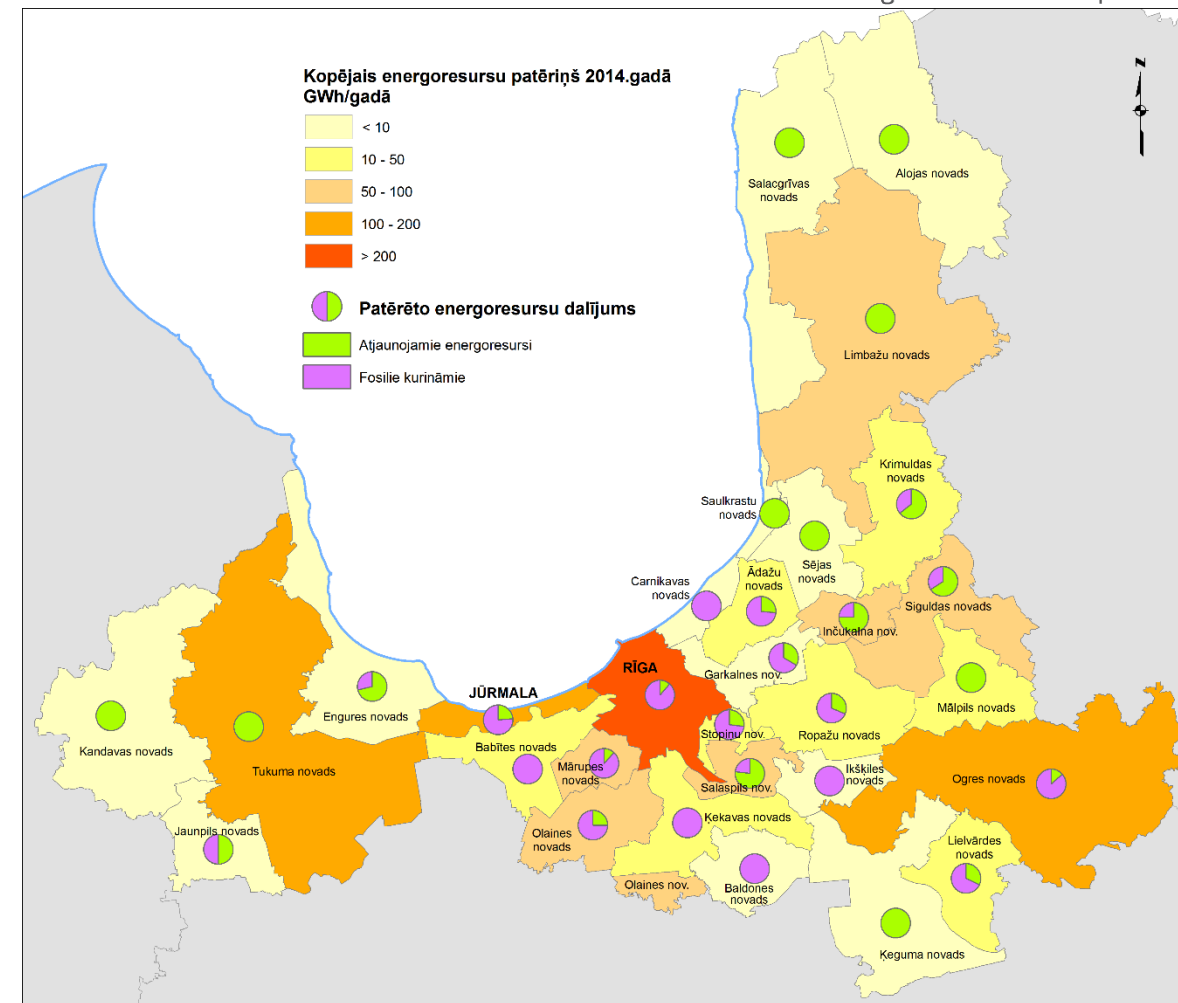 Kopējais energoresursu patēriņš 2014.gadā
GWh/gadā
< 10
10 - 50
50 - 100
100 - 200
> 200
Patērēto energoresursu dalījums
Atjaunojamie energoresursi
Fosilie kurināmie
N
Salacgrīvas
novads
Alojas novads
Limbažu novads
Krimuldas
novads
Saulkrastu
novads
Sējas
novads
Carnikavas
novads
Ādažu
novads
Siguldas novads
Inčukalna nov.
Garkalnes nov.
RĪGA
JŪRMALA
Mālpils novads
Engures novads
Stopiņu nov.
Ropažu novads
Kandavas novads
Babītes novads
Tukuma novads
Mārupes
novads
Ikšķiles
novads
Ogres novads
Salaspils nov.
Ķekavas novads
Jaunpils novads
Olaines
novads
Lielvārdes
novads
Olaines nov.
Baldones
novads
Ķeguma novads